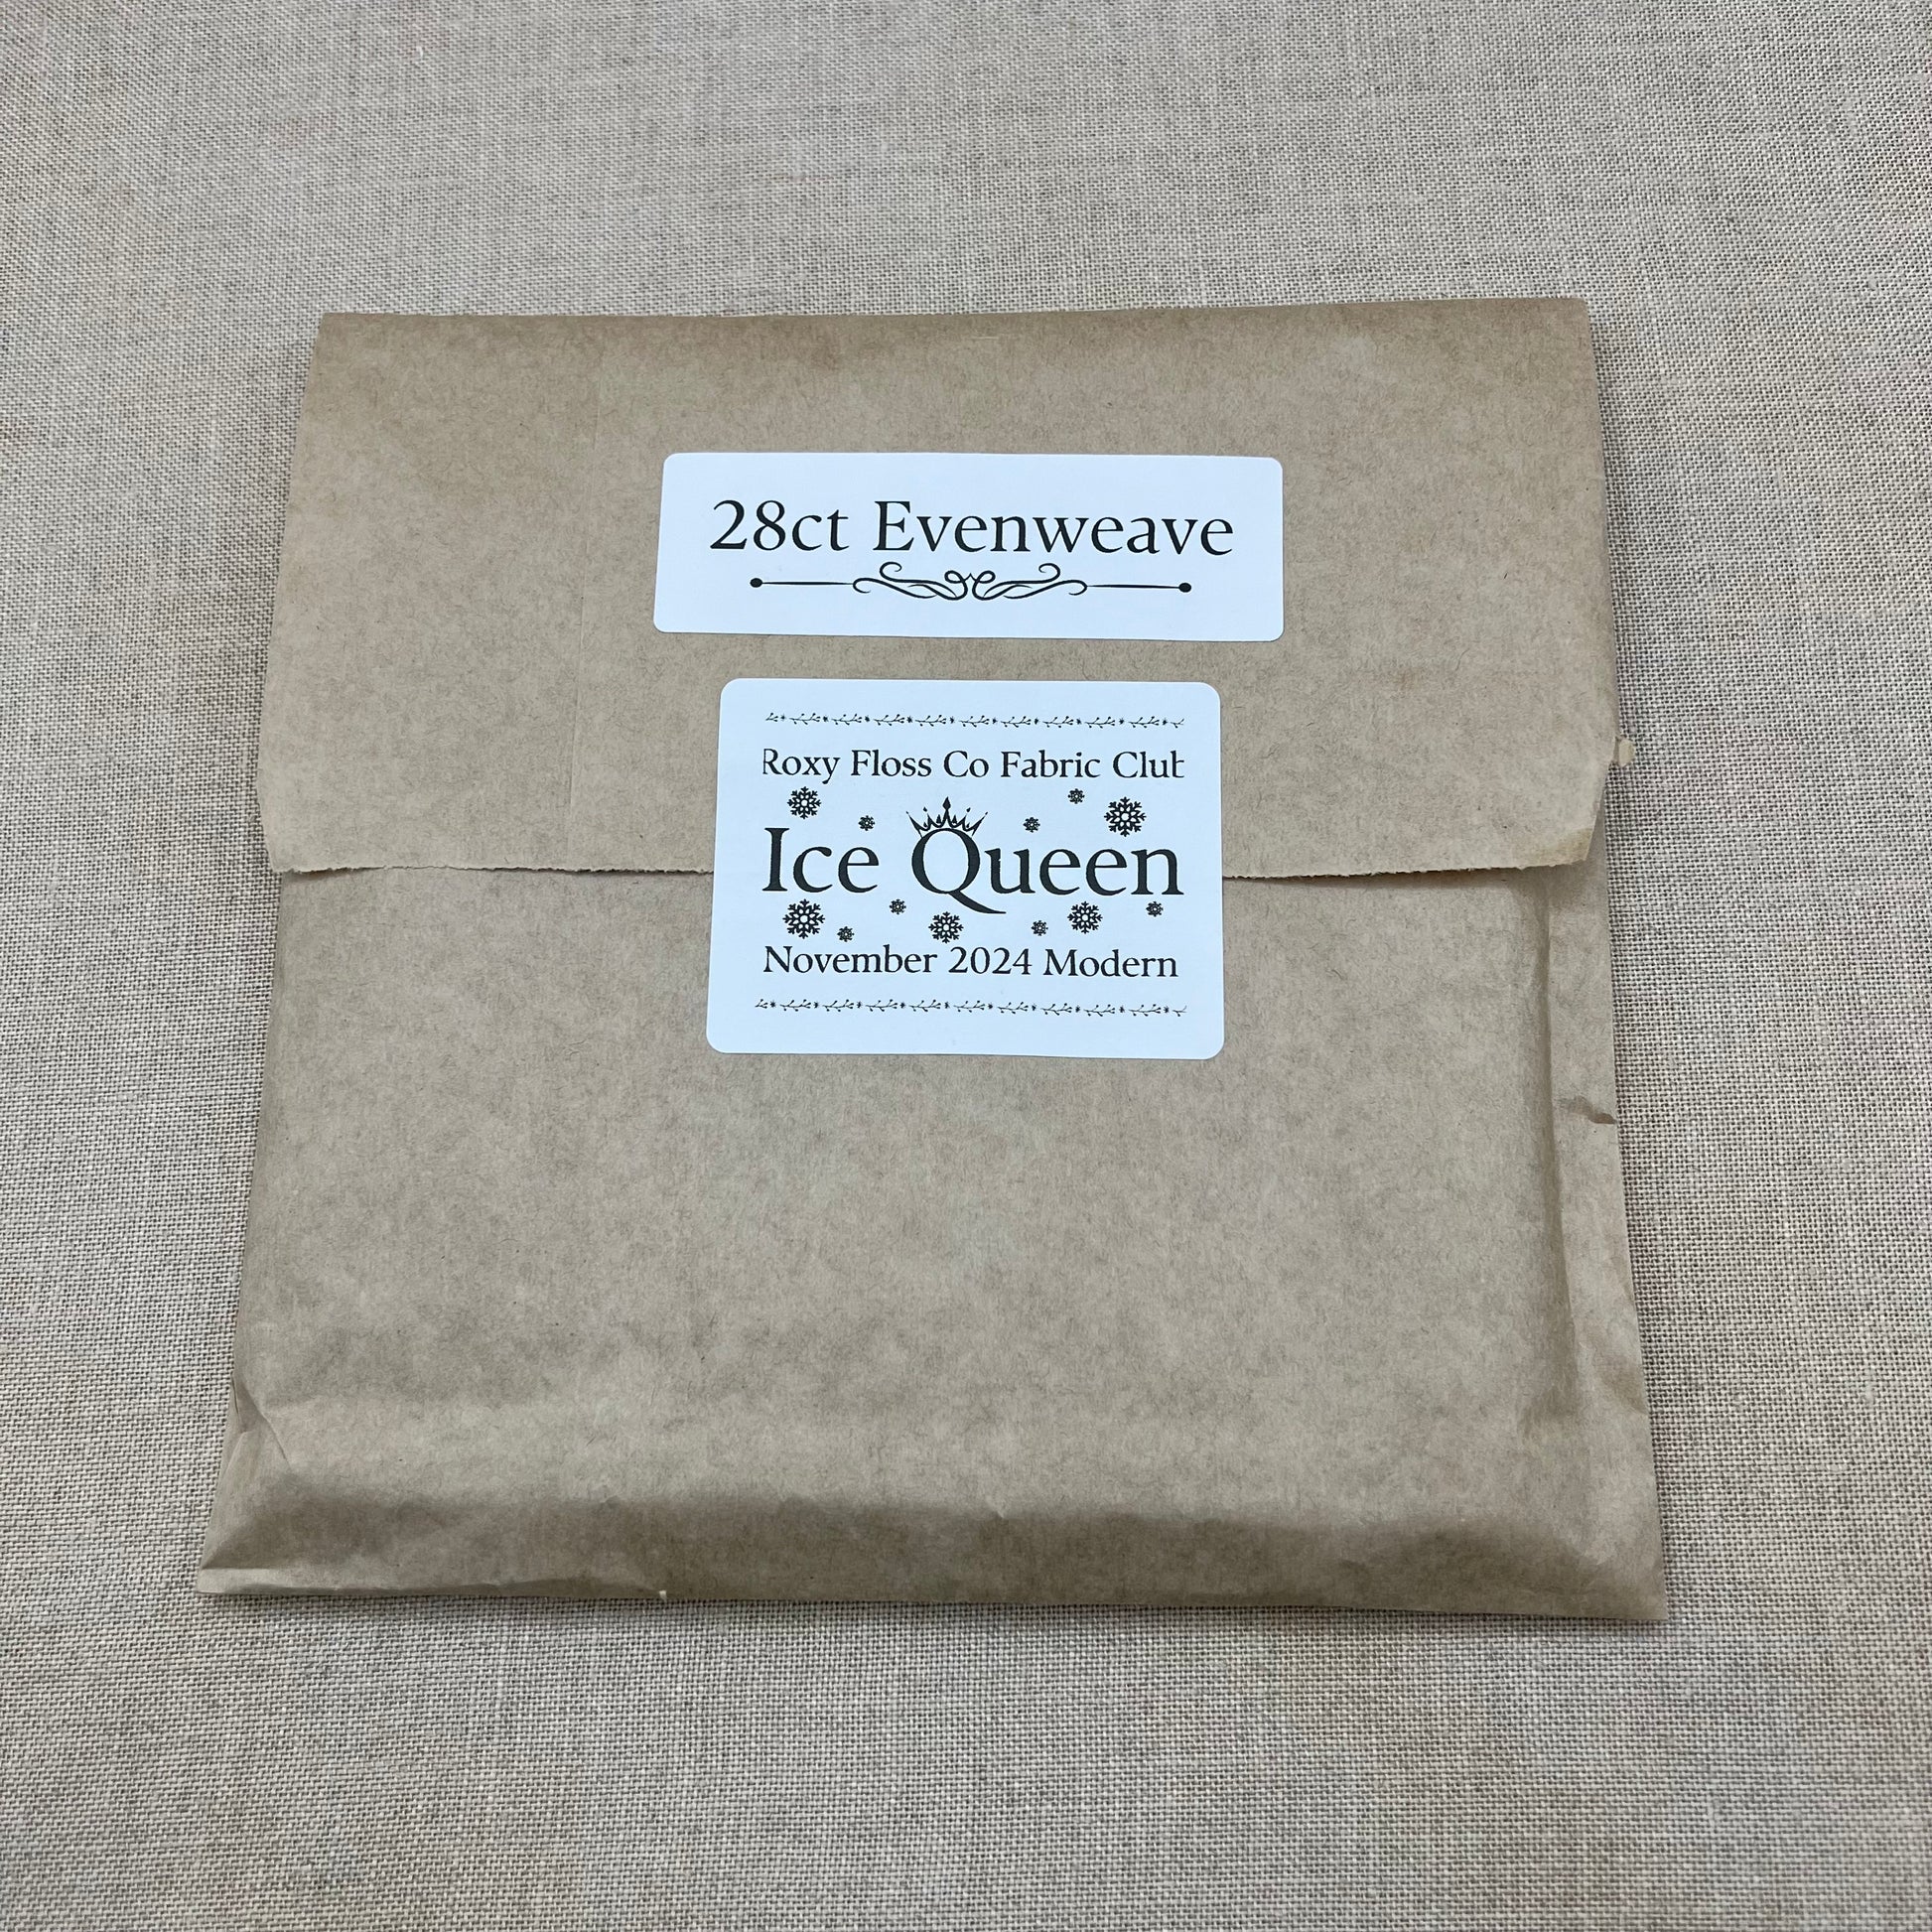 28ct Evenweave
Roxy Floss Co Fabric Club
Ice Queen
November 2024 Modern